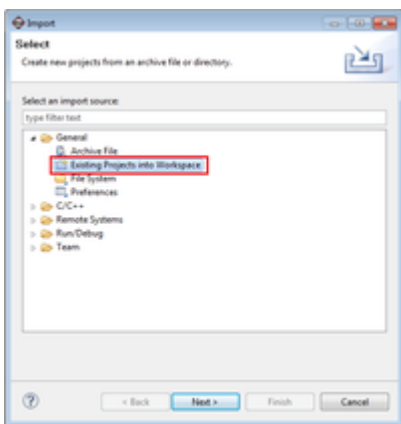 Import
Select
Create new projects from an archive file or directory.
Select an import source:
type filter text
General
Archive File
Existing Projects into Workspace
File System
Preferences
C/C++
Remote Systems
Run/Debug
Team
?
< Back
Next >
Finish
Cancel